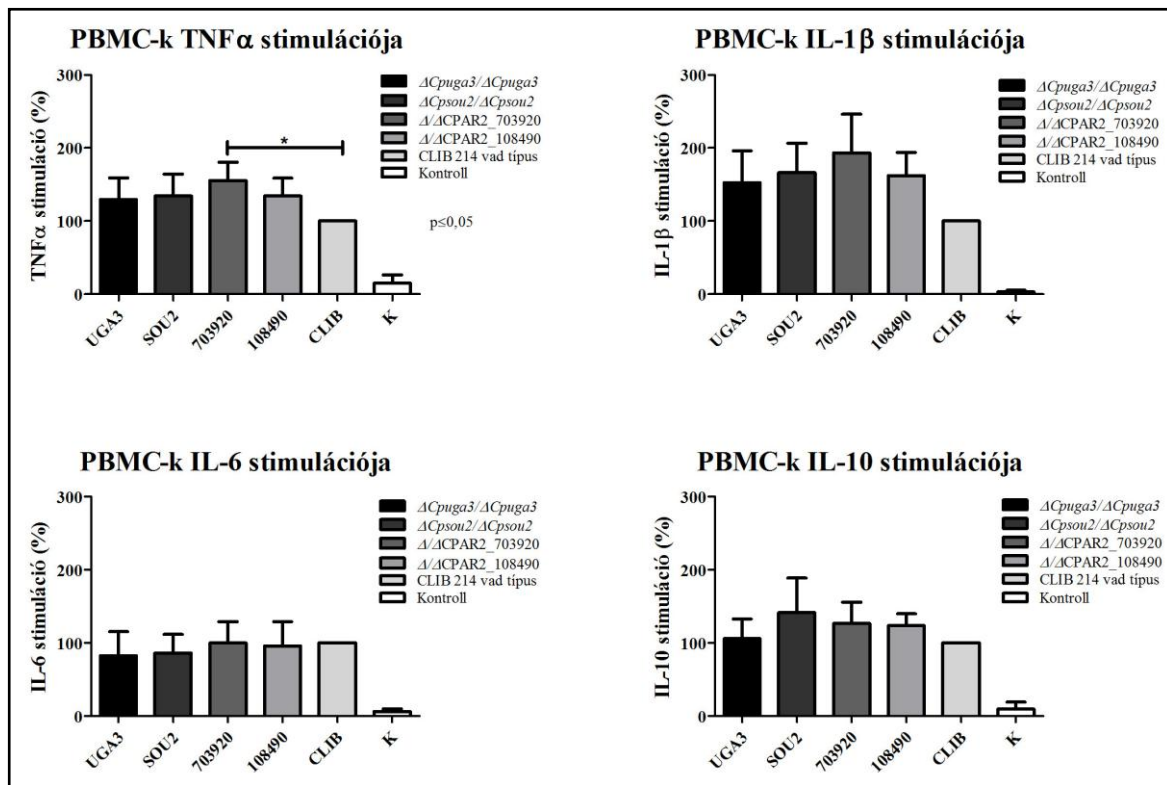 PBMC-k TNFα stimulációja
TNFα stimuláció (%)
300
200
100
0
*
ΔCpuga3/ΔCpuga3
ΔCpsou2/ΔCpsou2
Δ/ΔCPAR2_703920
Δ/ΔCPAR2_108490
CLIB 214 vad típus
Kontroll
p≤0,05
UGA3
SOU2
703920
108490
CLIB
K
PBMC-k IL-1β stimulációja
IL-1β stimuláció (%)
300
200
100
0
ΔCpuga3/ΔCpuga3
ΔCpsou2/ΔCpsou2
Δ/ΔCPAR2_703920
Δ/ΔCPAR2_108490
CLIB 214 vad típus
Kontroll
UGA3
SOU2
703920
108490
CLIB
K
PBMC-k IL-6 stimulációja
IL-6 stimuláció (%)
300
200
100
0
ΔCpuga3/ΔCpuga3
ΔCpsou2/ΔCpsou2
Δ/ΔCPAR2_703920
Δ/ΔCPAR2_108490
CLIB 214 vad típus
Kontroll
UGA3
SOU2
703920
108490
CLIB
K
PBMC-k IL-10 stimulációja
IL-10 stimuláció (%)
300
200
100
0
ΔCpuga3/ΔCpuga3
ΔCpsou2/ΔCpsou2
Δ/ΔCPAR2_703920
Δ/ΔCPAR2_108490
CLIB 214 vad típus
Kontroll
UGA3
SOU2
703920
108490
CLIB
K